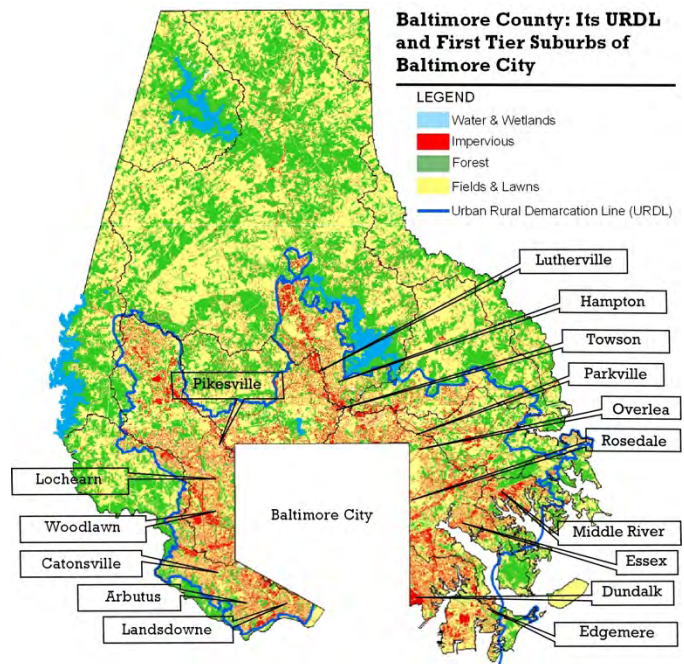 Baltimore County: Its URDL
and First Tier Suburbs of
Baltimore City
LEGEND
Water & Wetlands
Impervious
Forest
Fields & Lawns
Urban Rural Demarcation Line (URDL)
Lutherville
Hampton
Towson
Parkville
Overlea
Rosedale
Pikesville
Lochearn
Woodlawn
Catonsville
Arbutus
Landsdowne
Baltimore City
Middle River
Essex
Dundalk
Edgemere